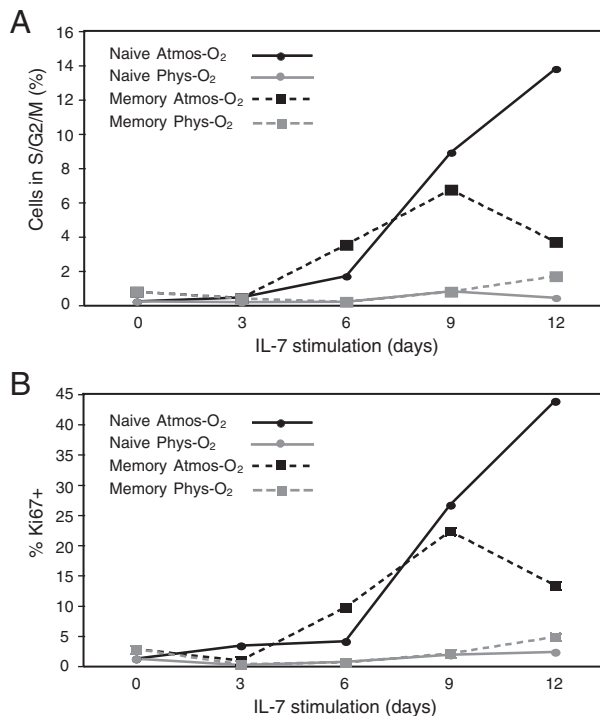 A
Cells in S/G2/M (%)
16
14
12
10
8
6
4
2
0
Naive Atmos-O₂
Naive Phys-O₂
Memory Atmos-O₂
Memory Phys-O₂
0 3 6 9 12
IL-7 stimulation (days)
B
% Ki67+
45
40
35
30
25
20
15
10
5
0
Naive Atmos-O₂
Naive Phys-O₂
Memory Atmos-O₂
Memory Phys-O₂
0 3 6 9 12
IL-7 stimulation (days)